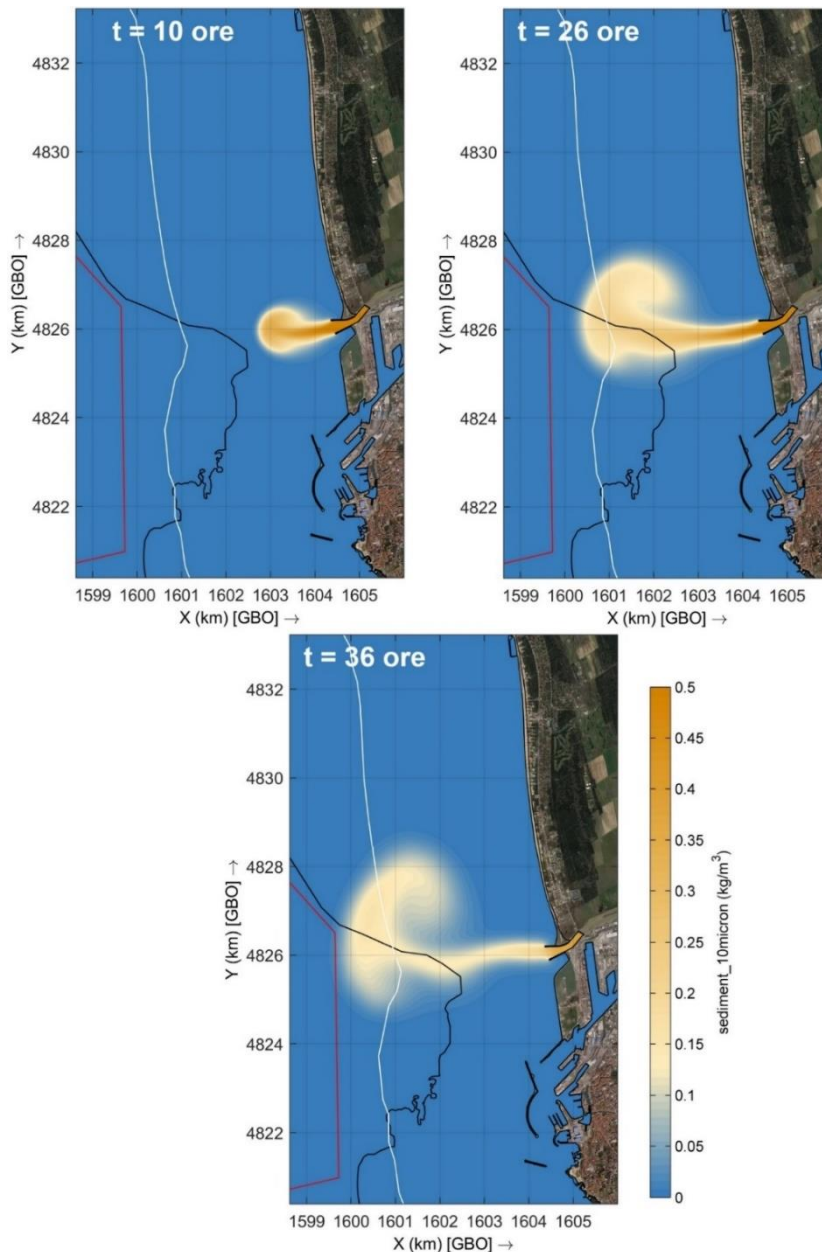 t = 10 ore
4832
4830
4828
4826
4824
4822
Y (km) [GBO] →
1599 1600 1601 1602 1603 1604 1605
X (km) [GBO] →
t = 26 ore
4832
4830
4828
4826
4824
4822
Y (km) [GBO] →
1599 1600 1601 1602 1603 1604 1605
X (km) [GBO] →
t = 36 ore
4832
4830
4828
4826
4824
4822
Y (km) [GBO] →
1599 1600 1601 1602 1603 1604 1605
X (km) [GBO] →
0.5
0.45
0.4
0.35
0.3
0.25
0.2
0.15
0.1
0.05
0
sediment_10micron (kg/m³)